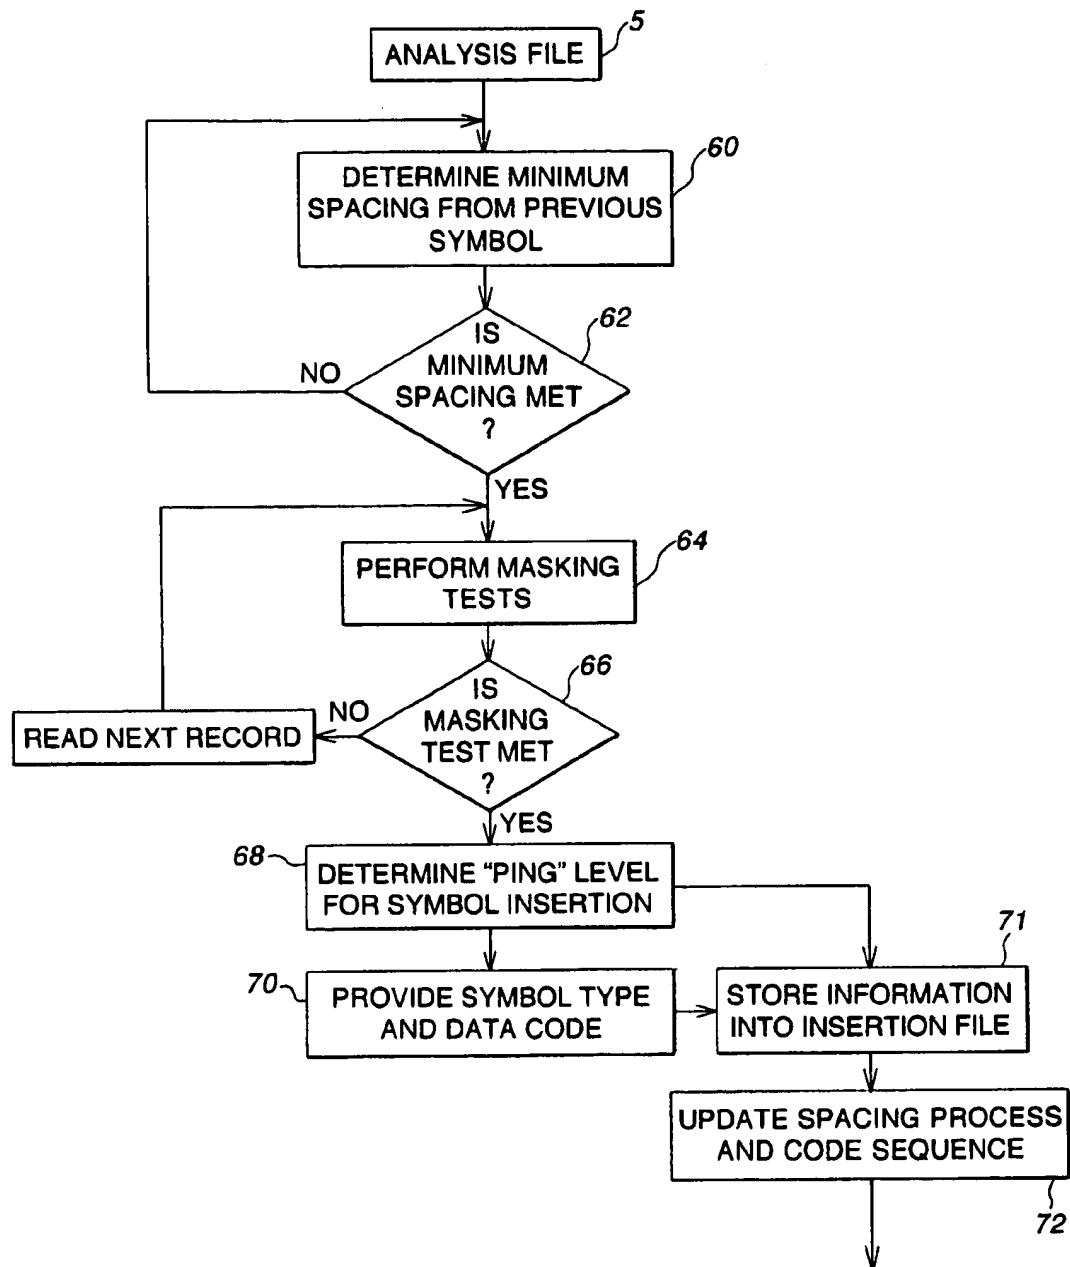 5
ANALYSIS FILE
60
DETERMINE MINIMUM
SPACING FROM PREVIOUS
SYMBOL
62
IS
MINIMUM
SPACING MET
?
NO
YES
64
PERFORM MASKING
TESTS
66
IS
MASKING
TEST MET
?
NO
READ NEXT RECORD
YES
68
DETERMINE “PING” LEVEL
FOR SYMBOL INSERTION
71
70
PROVIDE SYMBOL TYPE
AND DATA CODE
STORE INFORMATION
INTO INSERTION FILE
UPDATE SPACING PROCESS
AND CODE SEQUENCE
72